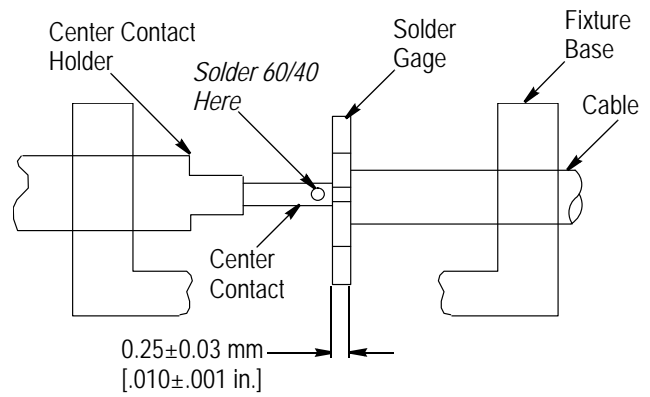 Center Contact
Holder
Solder 60/40
Here
Solder
Gage
Fixture
Base
Cable
Center
Contact
0.25±0.03 mm
[.010±.001 in.]